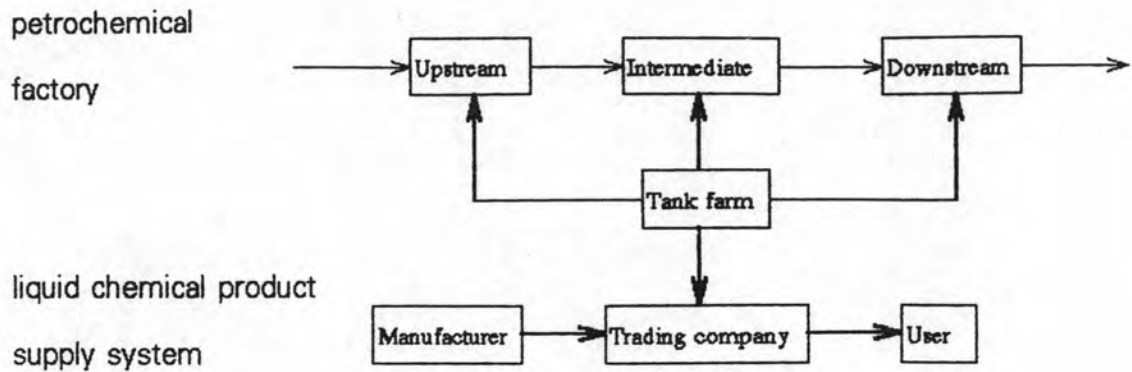 petrochemical
factory
Upstream
Intermediate
Downstream
Tank farm
liquid chemical product
supply system
Manufacturer
Trading company
User